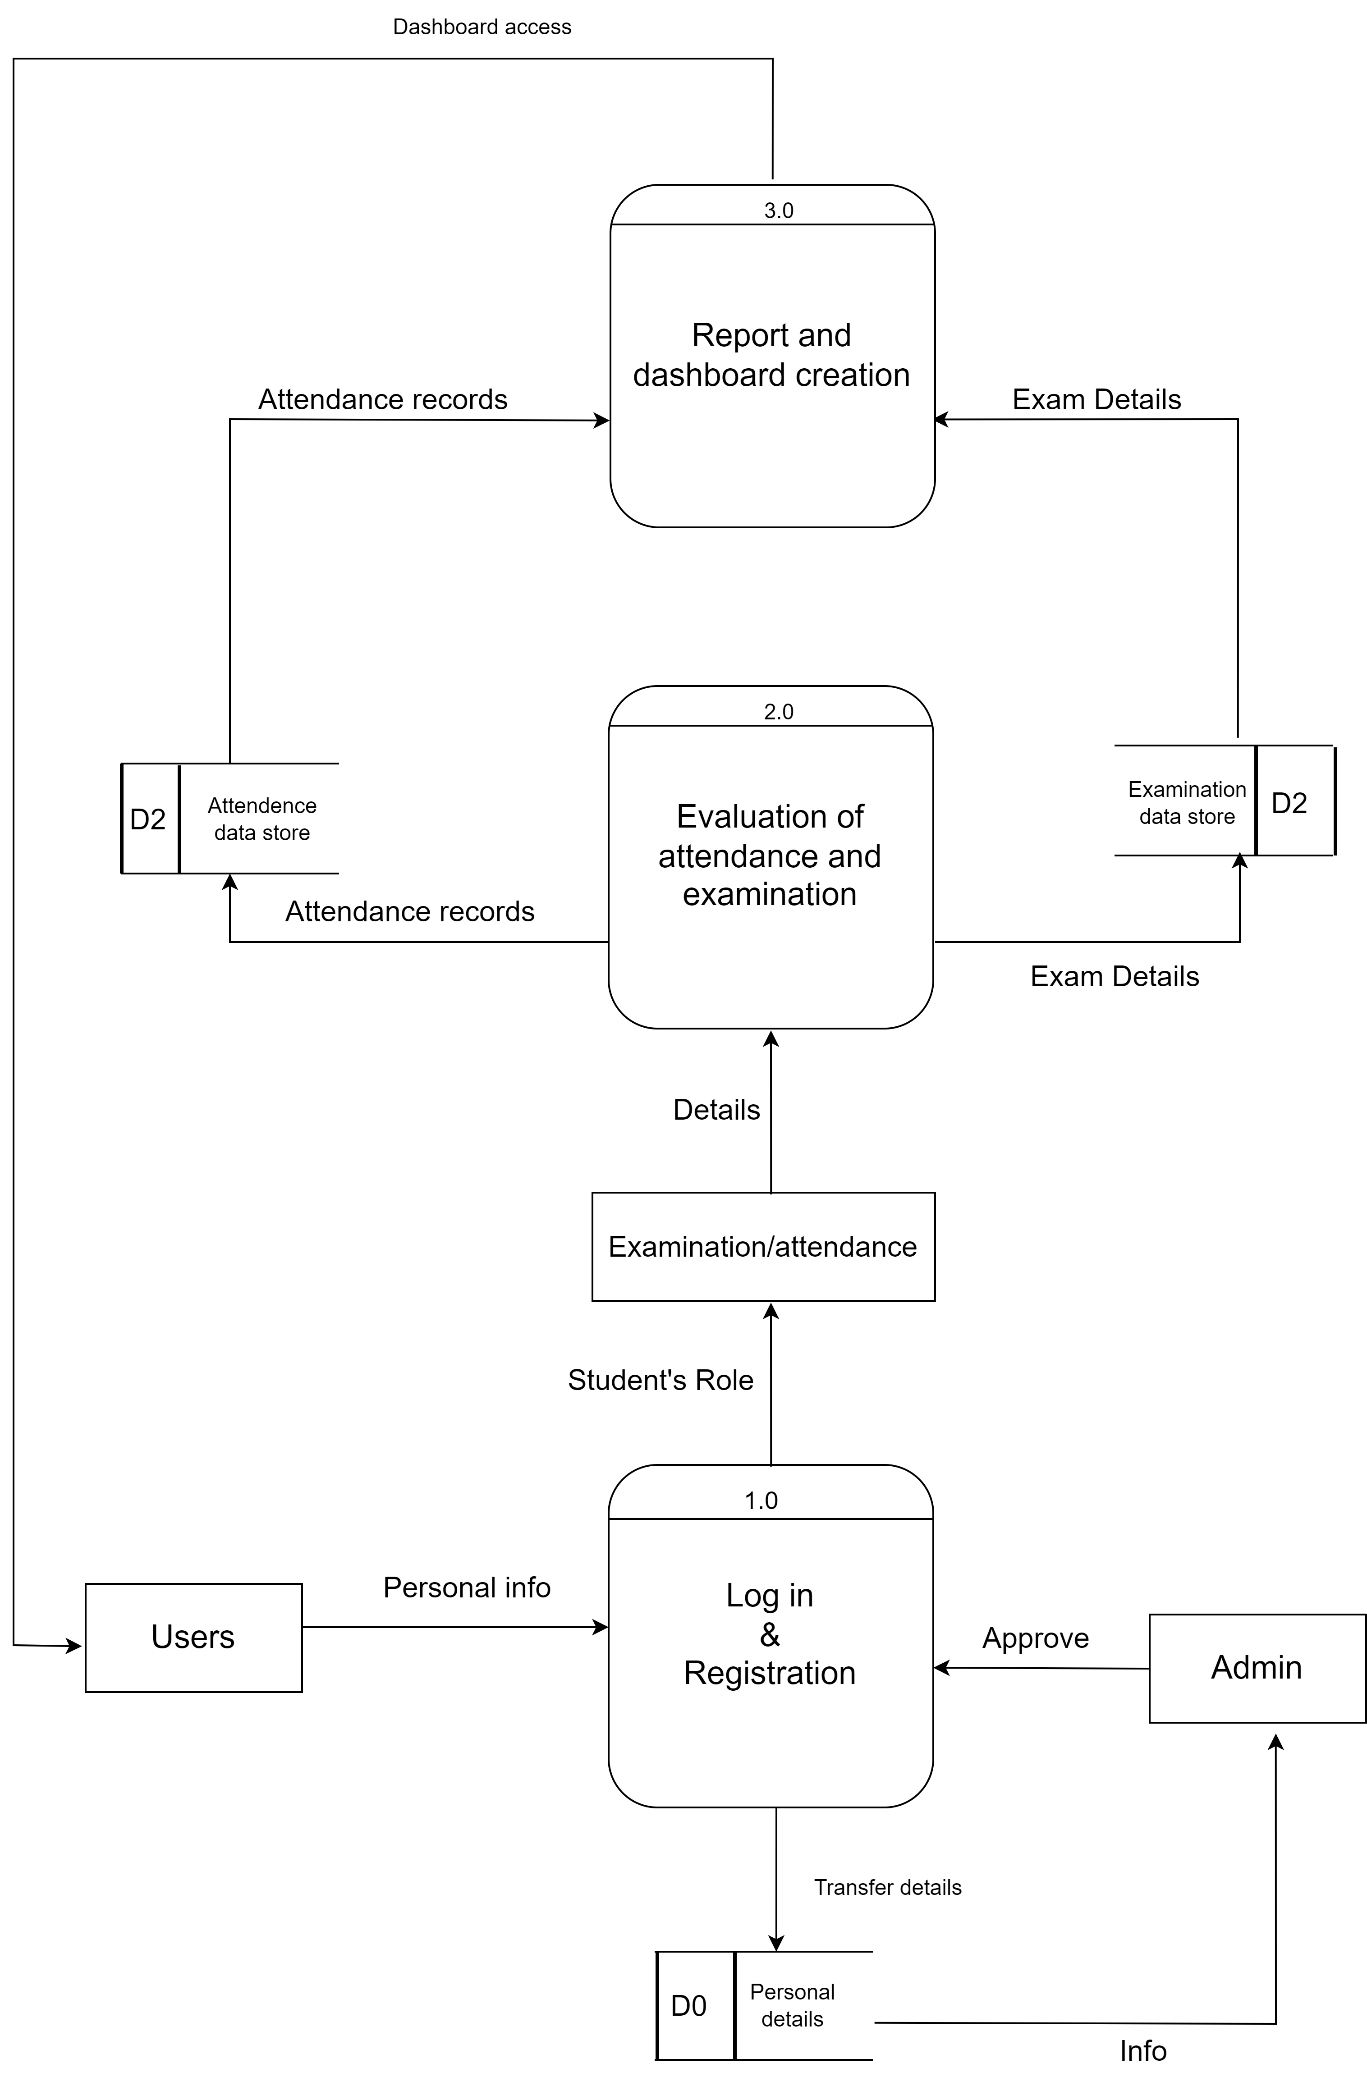 Dashboard access
3.0
Report and
dashboard creation
Attendance records
Exam Details
2.0
Evaluation of
attendance and
examination
D2
Attendence
data store
Examination
data store
D2
Attendance records
Exam Details
Details
Examination/attendance
Student's Role
1.0
Log in
&
Registration
Personal info
Users
Approve
Admin
Transfer details
D0
Personal
details
Info